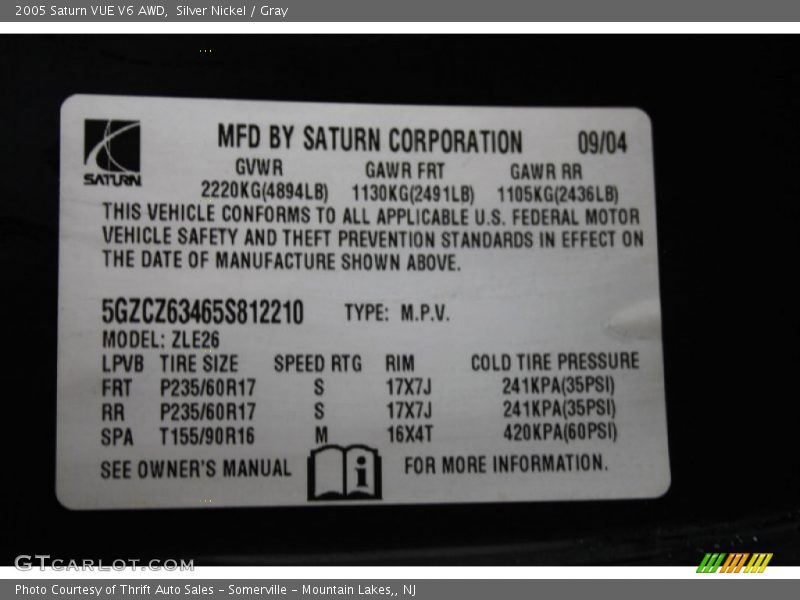 2005 Saturn VUE V6 AWD, Silver Nickel / Gray
SATURN
MFD BY SATURN CORPORATION 09/04
GVWR GAWR FRT GAWR RR
2220KG(4894LB) 1130KG(2491LB) 1105KG(2436LB)
THIS VEHICLE CONFORMS TO ALL APPLICABLE U.S. FEDERAL MOTOR
VEHICLE SAFETY AND THEFT PREVENTION STANDARDS IN EFFECT ON
THE DATE OF MANUFACTURE SHOWN ABOVE.
5GZCZ63465S812210 TYPE: M.P.V.
MODEL: ZLE26
LPVB TIRE SIZE SPEED RTG RIM COLD TIRE PRESSURE
FRT P235/60R17 S 17X7J 241KPA(35PSI)
RR P235/60R17 S 17X7J 241KPA(35PSI)
SPA T155/90R16 M 16X4T 420KPA(60PSI)
SEE OWNER'S MANUAL i FOR MORE INFORMATION.
GTCARLOT.COM
Photo Courtesy of Thrift Auto Sales - Somerville - Mountain Lakes,, NJ